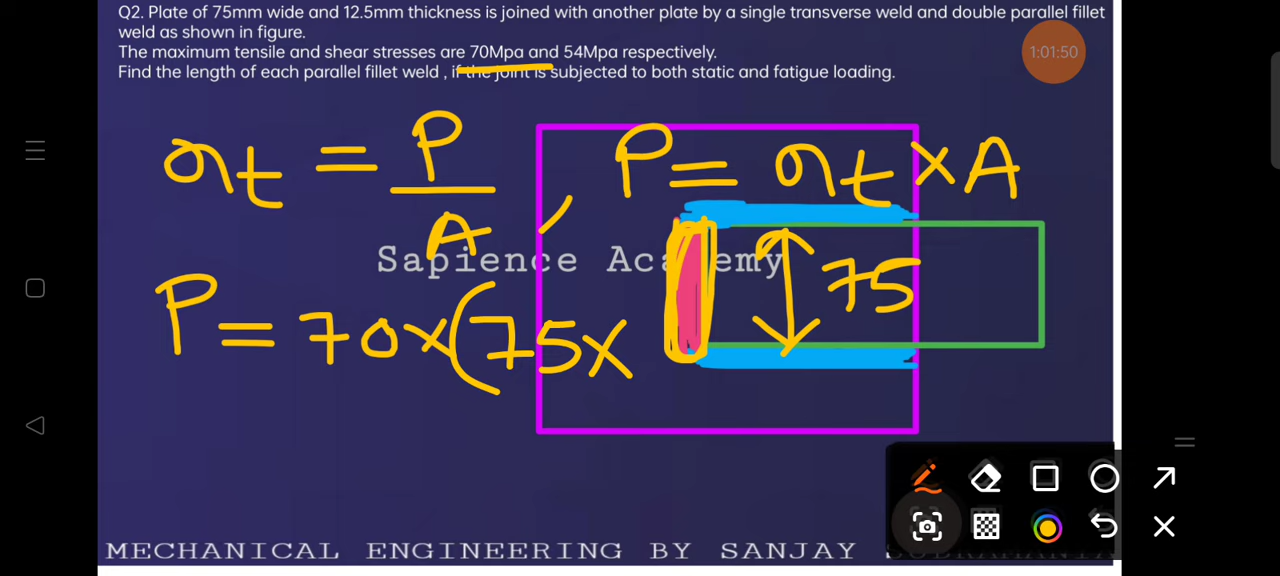 Q2. Plate of 75mm wide and 12.5mm thickness is joined with another plate by a single transverse weld and double parallel fillet
weld as shown in figure.
The maximum tensile and shear stresses are 70Mpa and 54Mpa respectively.
Find the length of each parallel fillet weld , if the joint is subjected to both static and fatigue loading.
1:01:50
σt = P/A , P = σt × A
Sapience Academy
75
P = 70×(75×
MECHANICAL ENGINEERING BY SANJAY